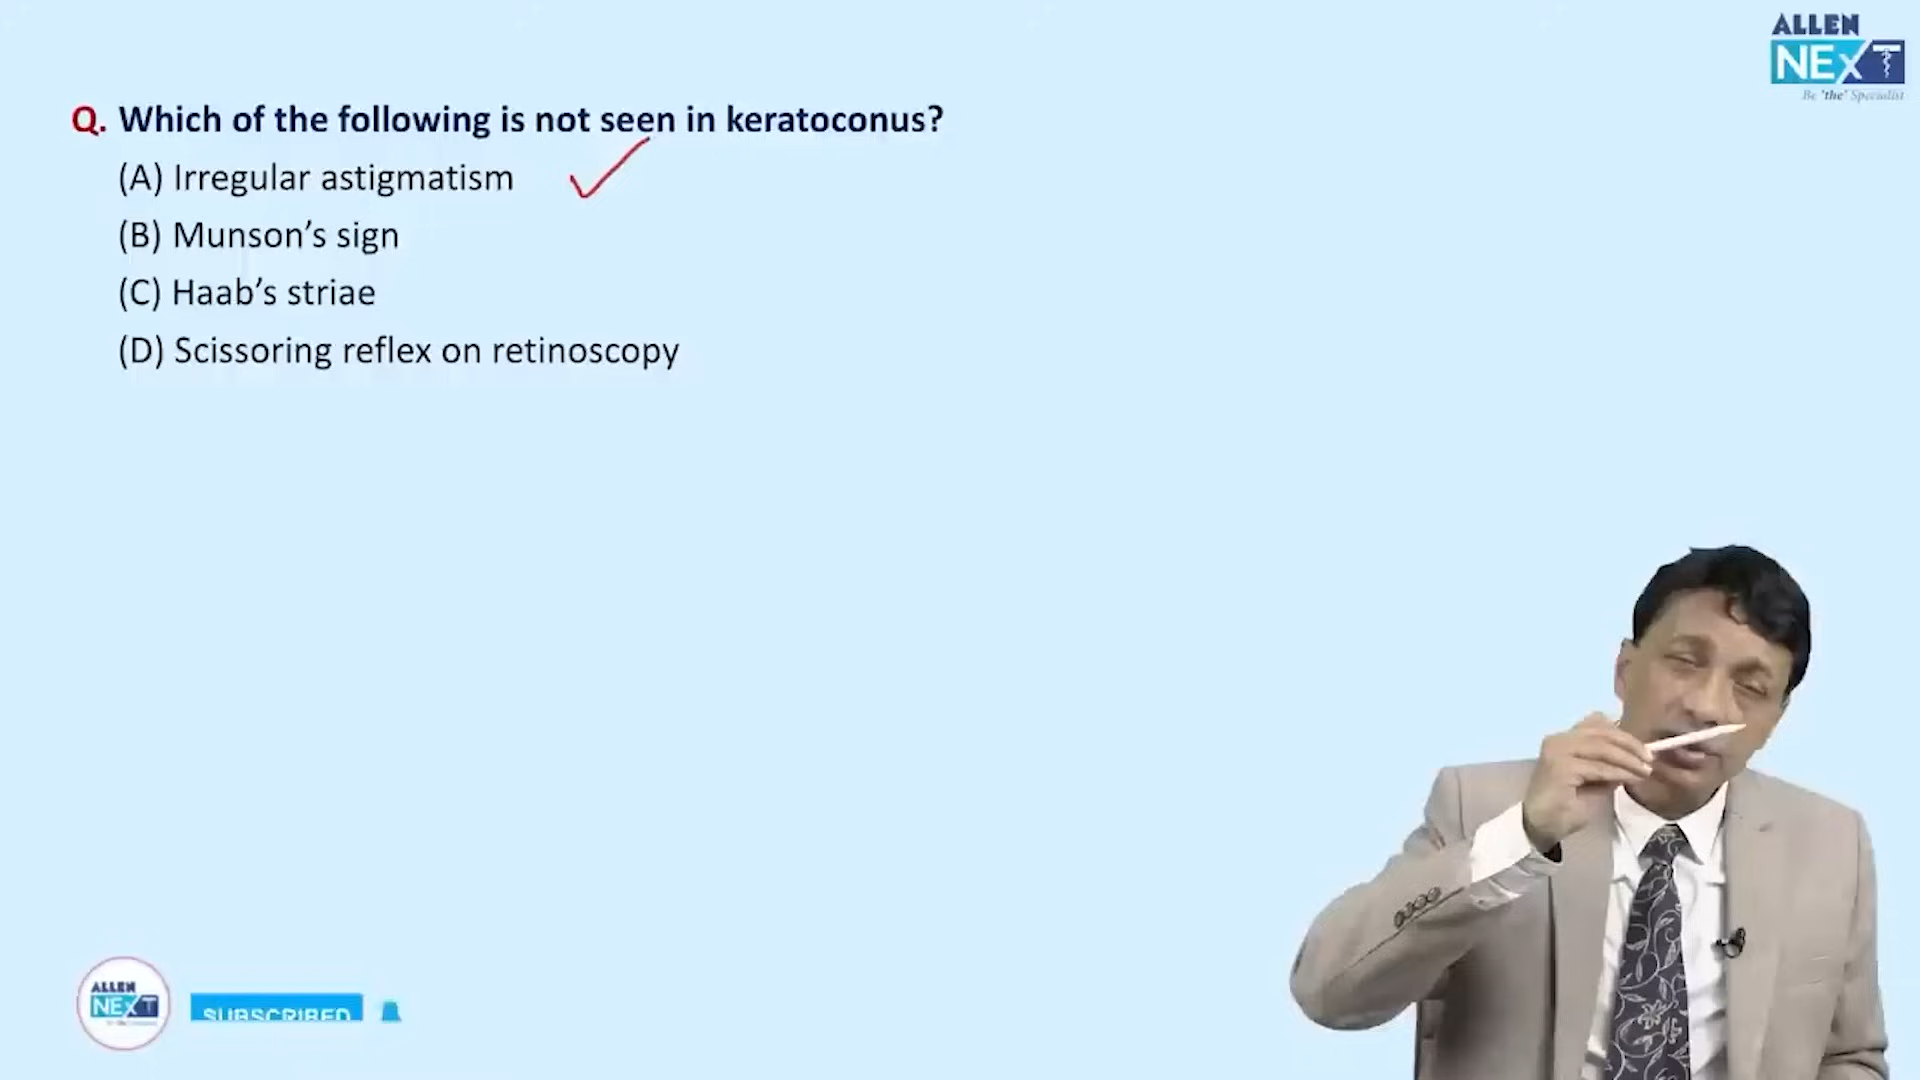 ALLEN
NEXT
Be 'the' Specialist
Q. Which of the following is not seen in keratoconus?
(A) Irregular astigmatism
(B) Munson’s sign
(C) Haab’s striae
(D) Scissoring reflex on retinoscopy
ALLEN
NEXT
SUBSCRIBED